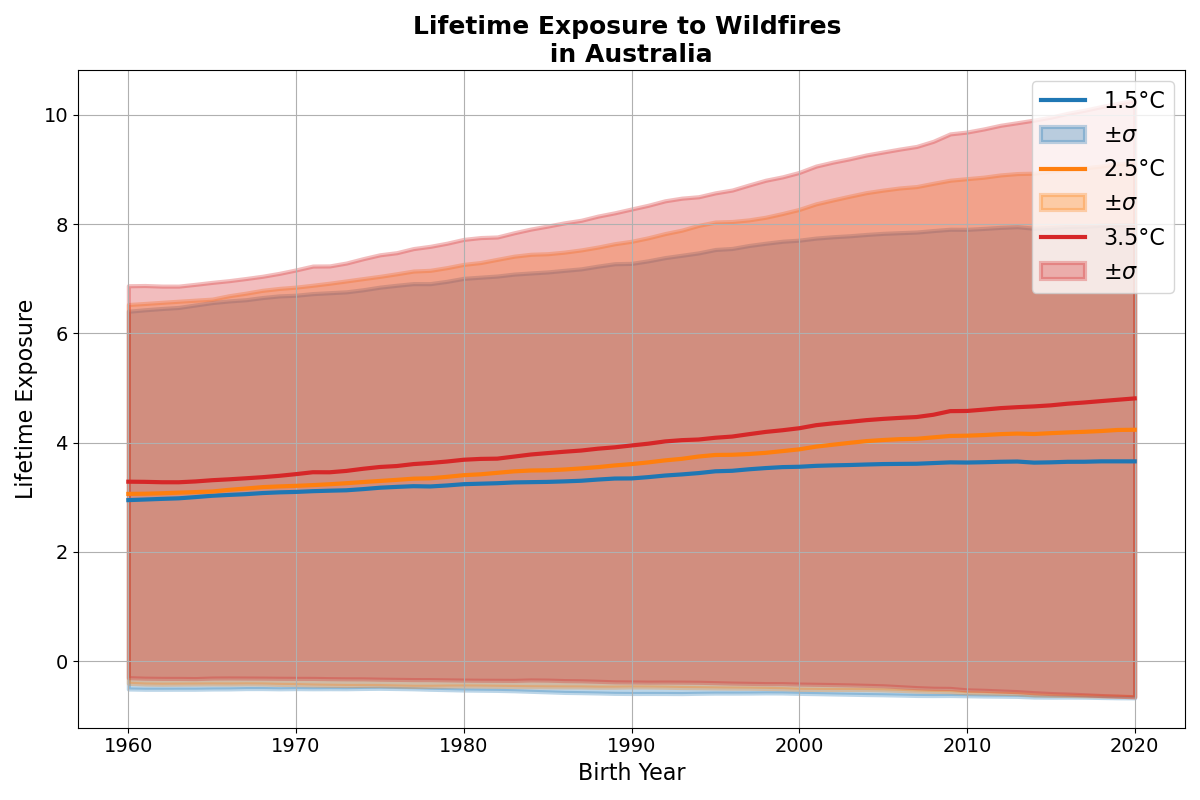 Lifetime Exposure to Wildfires
in Australia
10
8
6
4
2
0
Lifetime Exposure
1960
1970
1980
1990
2000
2010
2020
Birth Year
1.5°C
±σ
2.5°C
±σ
3.5°C
±σ